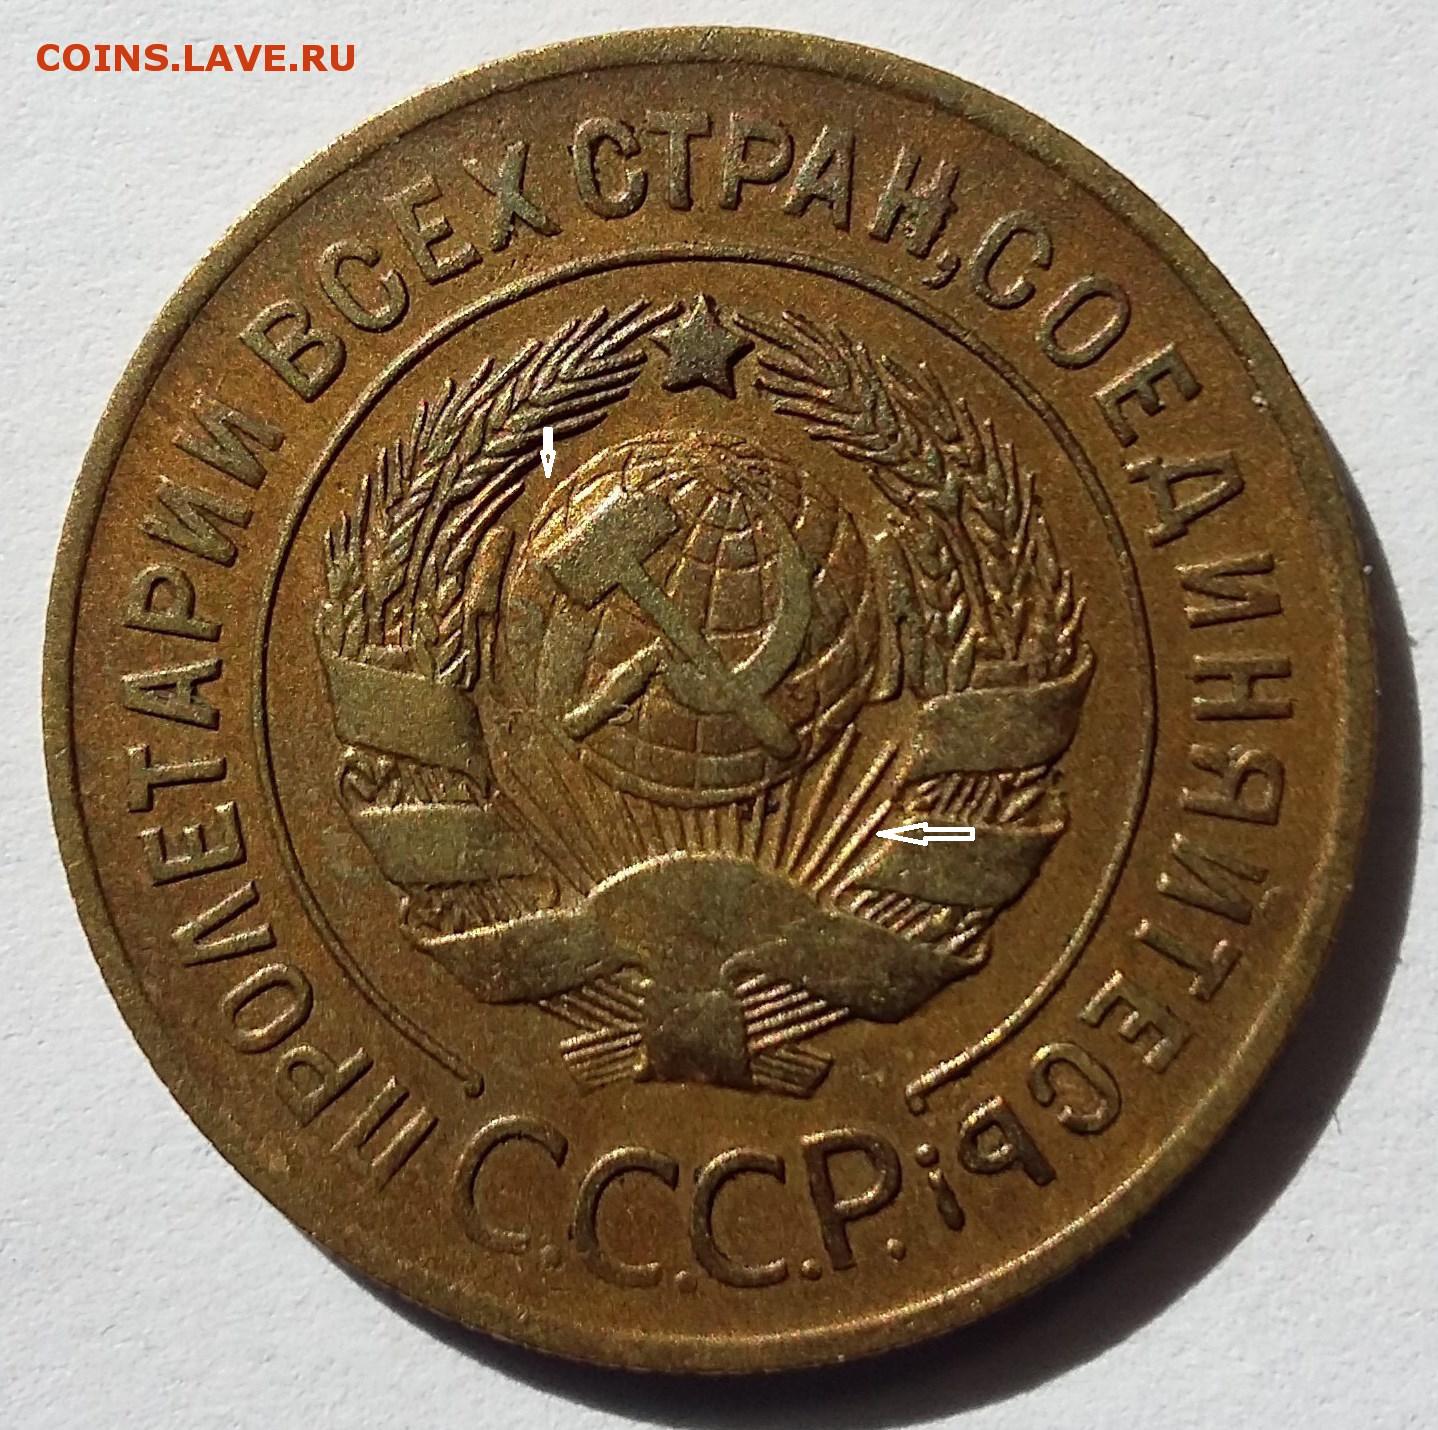 COINS.LAVE.RU
ПРОЛЕТАРИИ ВСЕХ СТРАН, СОЕДИНЯЙТЕСЬ!
С.С.С.Р.